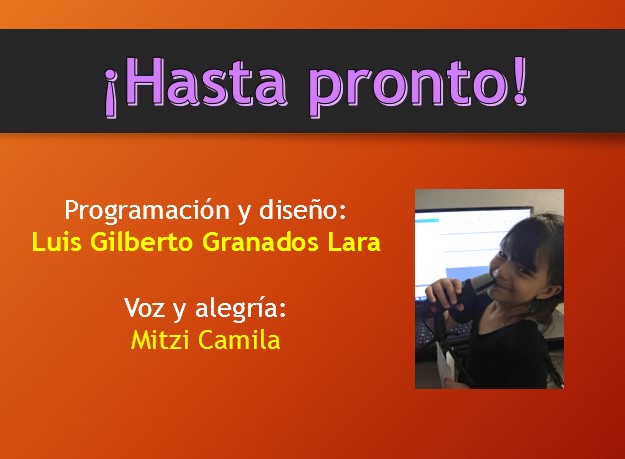 ¡Hasta pronto!
Programación y diseño:
Luis Gilberto Granados Lara
Voz y alegría:
Mitzi Camila